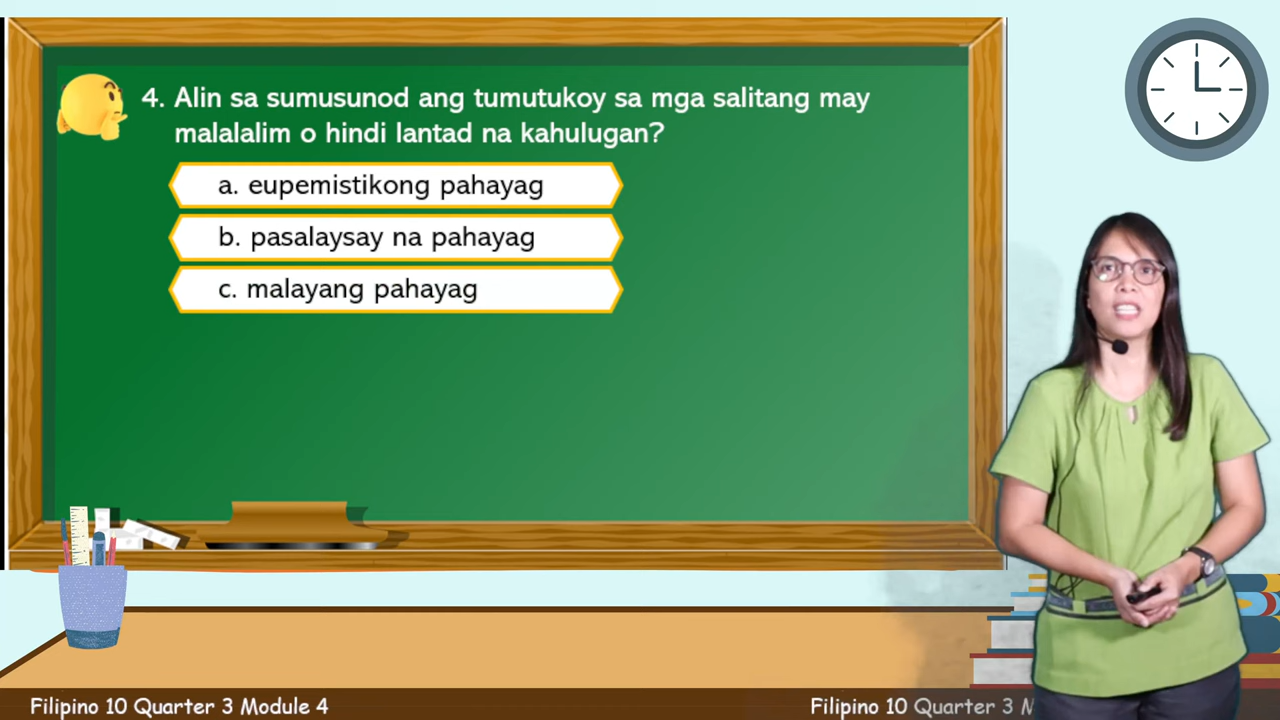 4. Alin sa sumusunod ang tumutukoy sa mga salitang may
malalalim o hindi lantad na kahulugan?
a. eupemistikong pahayag
b. pasalaysay na pahayag
c. malayang pahayag
Filipino 10 Quarter 3 Module 4
Filipino 10 Quarter 3 M